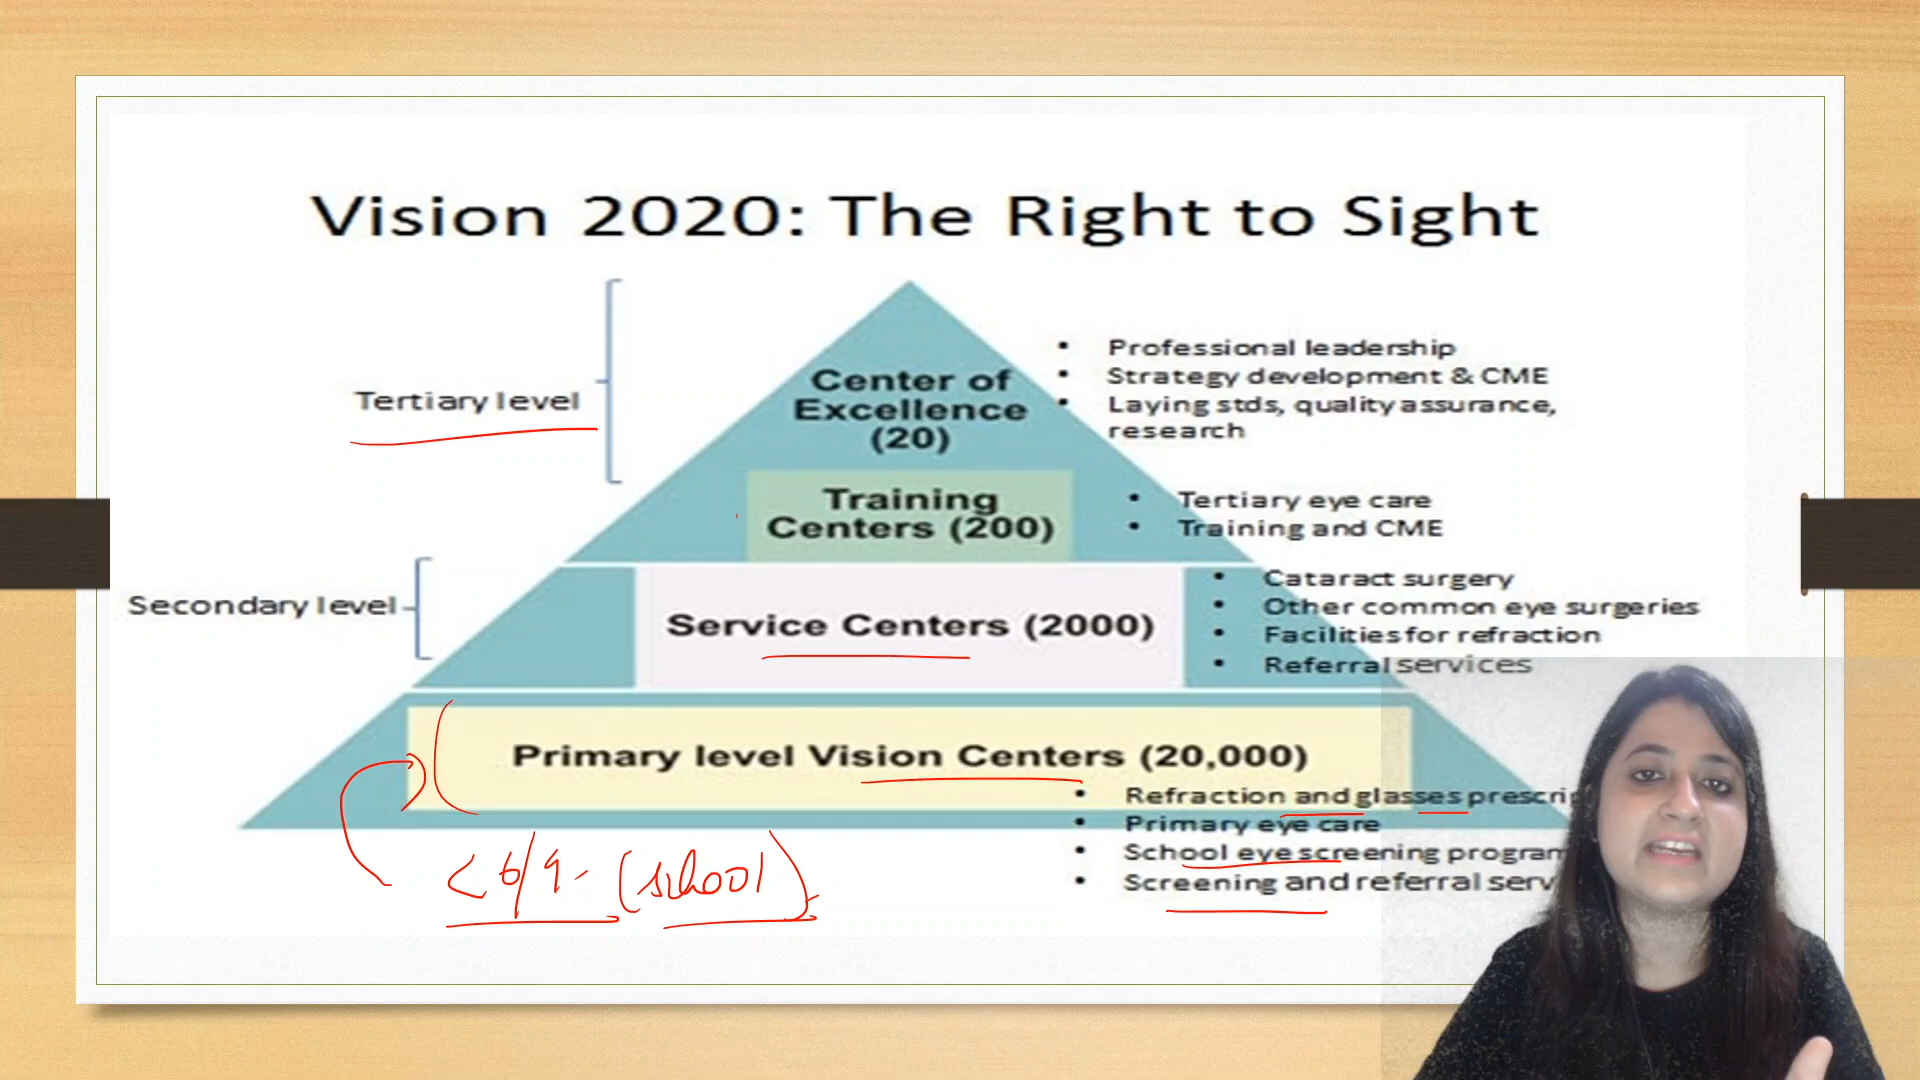 Vision 2020: The Right to Sight
Tertiary level
Center of
Excellence
(20)
• Professional leadership
• Strategy development & CME
• Laying stds, quality assurance,
research
Training
Centers (200)
• Tertiary eye care
• Training and CME
Secondary level
Service Centers (2000)
• Cataract surgery
• Other common eye surgeries
• Facilities for refraction
• Referral services
Primary level Vision Centers (20,000)
• Refraction and glasses prescrip
• Primary eye care
• School eye screening program
• Screening and referral serv
<6/9 - (school)